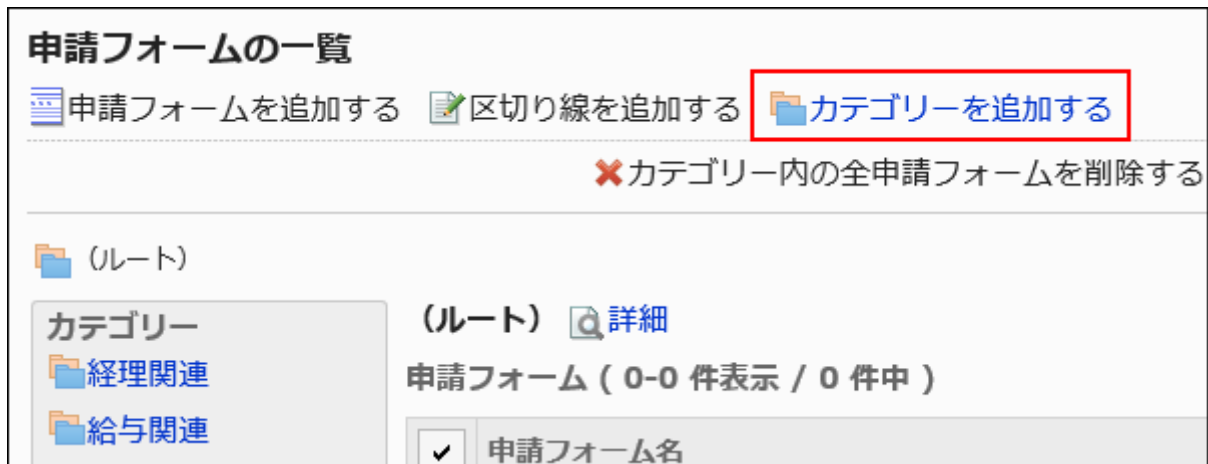 申請フォームの一覧
申請フォームを追加する 区切り線を追加する カテゴリーを追加する
カテゴリー内の全申請フォームを削除する
（ルート）
カテゴリー
経理関連
給与関連
（ルート） 詳細
申請フォーム ( 0-0 件表示 / 0 件中 )
申請フォーム名